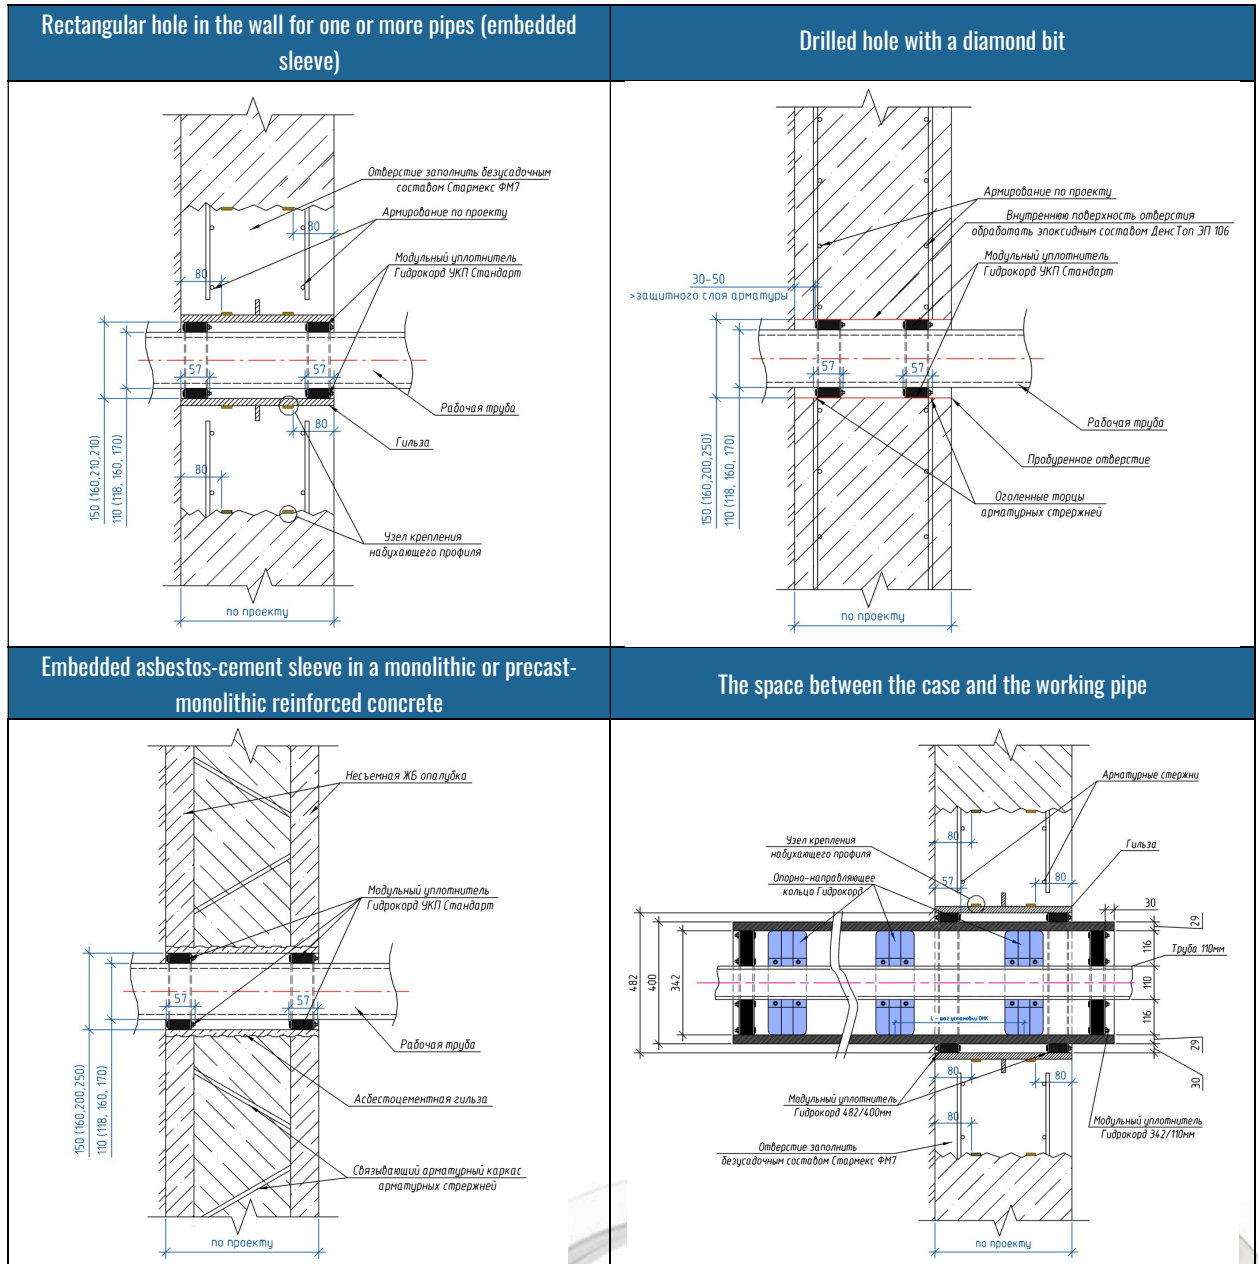 Rectangular hole in the wall for one or more pipes (embedded
sleeve)
Drilled hole with a diamond bit
Отверстие заполнить безусадочным
составом Стармекс ФМ7
80
Армирование по проекту
Модульный уплотнитель
Гидрокорд УКП Стандарт
80
57
57
Рабочая труба
80
Гильза
80
150 (160,210,210)
110 (118, 160, 170)
Узел крепления
набухающего профиля
по проекту
Армирование по проекту
Внутреннюю поверхность отверстия
обработать эпоксидным составом ДенсТоп ЭП 106
Модульный уплотнитель
Гидрокорд УКП Стандарт
30-50
>защитного слоя арматуры
57
57
Рабочая труба
Пробуренное отверстие
150 (160,200,250)
110 (118, 160, 170)
Оголенные торцы
арматурных стрержней
по проекту
Embedded asbestos-cement sleeve in a monolithic or precast-
monolithic reinforced concrete
The space between the case and the working pipe
Несъемная ЖБ опалубка
Модульный уплотнитель
Гидрокорд УКП Стандарт
57
57
Рабочая труба
150 (160,200,250)
110 (118, 160, 170)
Асбестоцементная гильза
Связывающий арматурный каркас
арматурных стрержней
по проекту
Арматурные стержни
80
Узел крепления
набухающего профиля
Гильза
57
80
Опорно-направляющее
кольцо Гидрокорд
30
29
116
Труба 110мм
482
400
342
110
L - шаг установки ОНК
116
29
30
80
80
Модульный уплотнитель
Гидрокорд 482/400мм
80
Модульный уплотнитель
Гидрокорд 342/110мм
Отверстие заполнить
безусадочным составом Стармекс ФМ7
по проекту